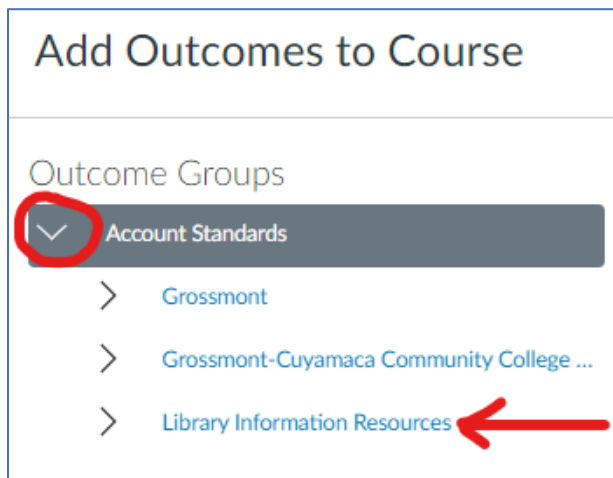 Add Outcomes to Course
Outcome Groups
Account Standards
Grossmont
Grossmont-Cuyamaca Community College ...
Library Information Resources